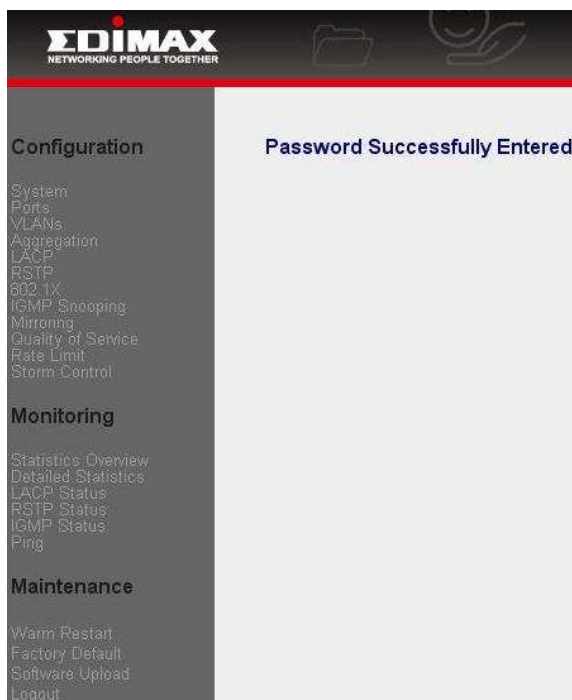 EDIMAX
NETWORKING PEOPLE TOGETHER
Configuration
System
Ports
VLANs
Aggregation
LACP
RSTP
802.1X
IGMP Snooping
Mirroring
Quality of Service
Rate Limit
Storm Control
Monitoring
Statistics Overview
Detailed Statistics
LACP Status
RSTP Status
IGMP Status
Ping
Maintenance
Warm Restart
Factory Default
Software Upload
Logout
Password Successfully Entered